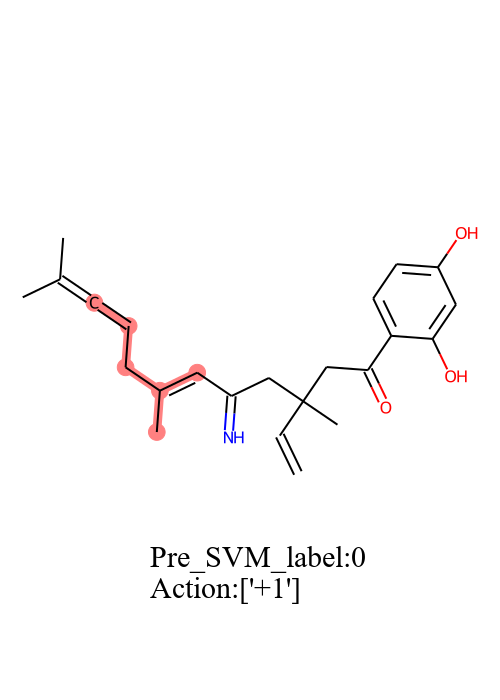 OH
C
OH
O
NH
Pre_SVM_label:0
Action:['+1']